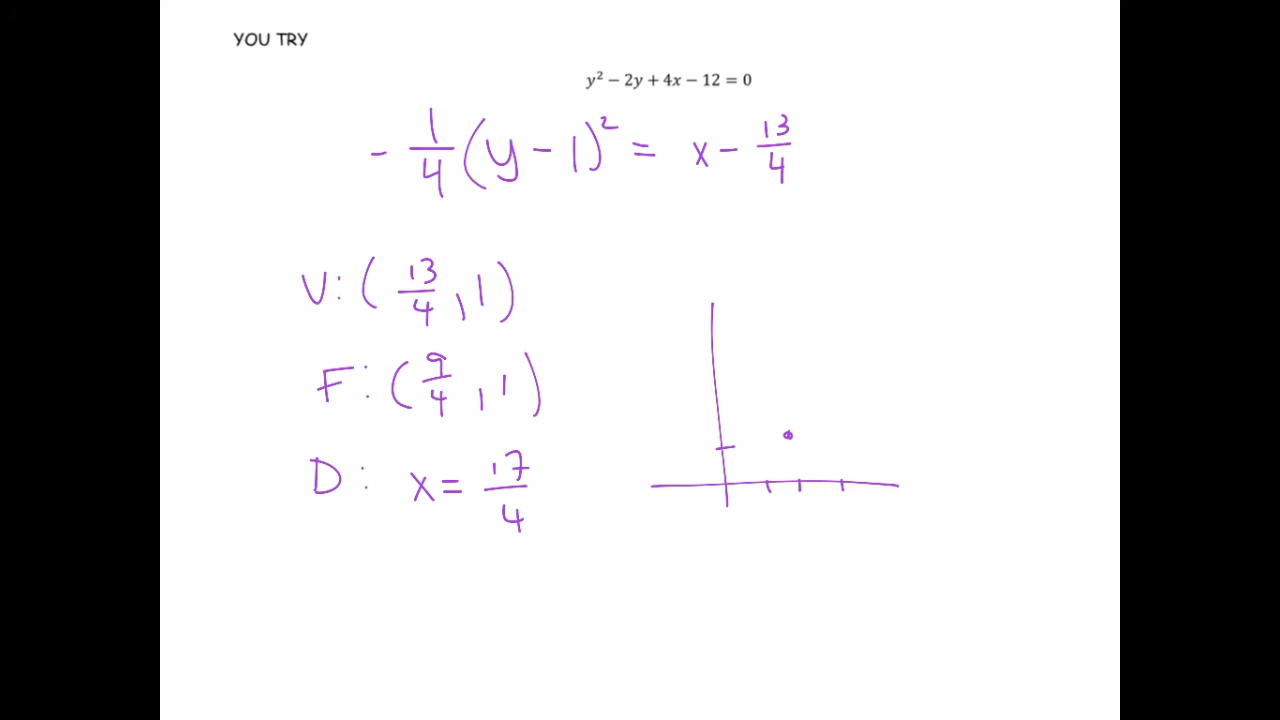 YOU TRY
y² − 2y + 4x − 12 = 0
- 1/4 (y - 1)² = x - 13/4
V: (13/4, 1)
F: (9/4, 1)
D: x = 17/4